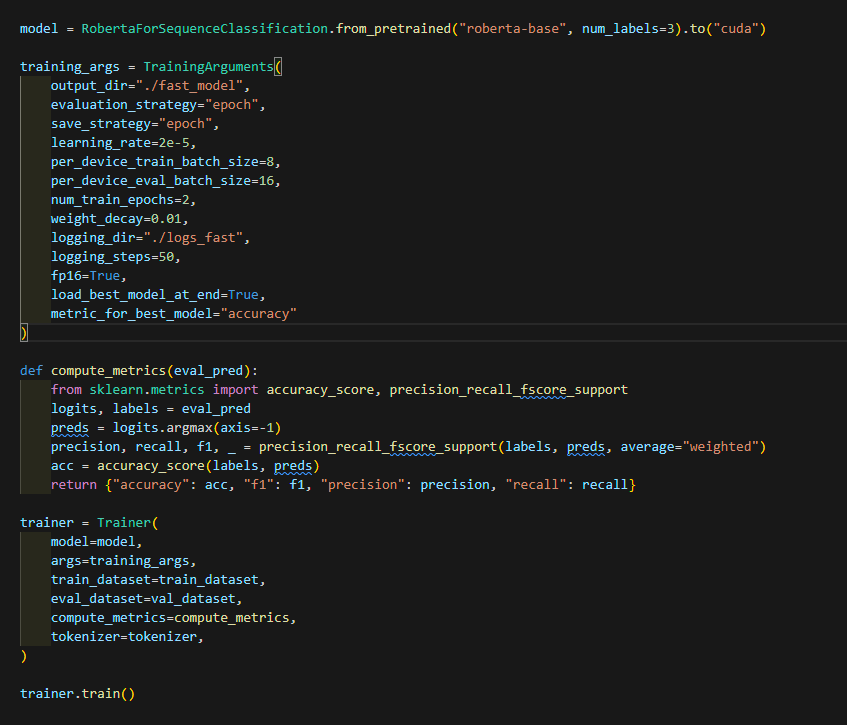 model = RobertaForSequenceClassification.from_pretrained("roberta-base", num_labels=3).to("cuda")
training_args = TrainingArguments(
    output_dir="./fast_model",
    evaluation_strategy="epoch",
    save_strategy="epoch",
    learning_rate=2e-5,
    per_device_train_batch_size=8,
    per_device_eval_batch_size=16,
    num_train_epochs=2,
    weight_decay=0.01,
    logging_dir="./logs_fast",
    logging_steps=50,
    fp16=True,
    load_best_model_at_end=True,
    metric_for_best_model="accuracy"
)
def compute_metrics(eval_pred):
    from sklearn.metrics import accuracy_score, precision_recall_fscore_support
    logits, labels = eval_pred
    preds = logits.argmax(axis=-1)
    precision, recall, f1, _ = precision_recall_fscore_support(labels, preds, average="weighted")
    acc = accuracy_score(labels, preds)
    return {"accuracy": acc, "f1": f1, "precision": precision, "recall": recall}
trainer = Trainer(
    model=model,
    args=training_args,
    train_dataset=train_dataset,
    eval_dataset=val_dataset,
    compute_metrics=compute_metrics,
    tokenizer=tokenizer,
)
trainer.train()